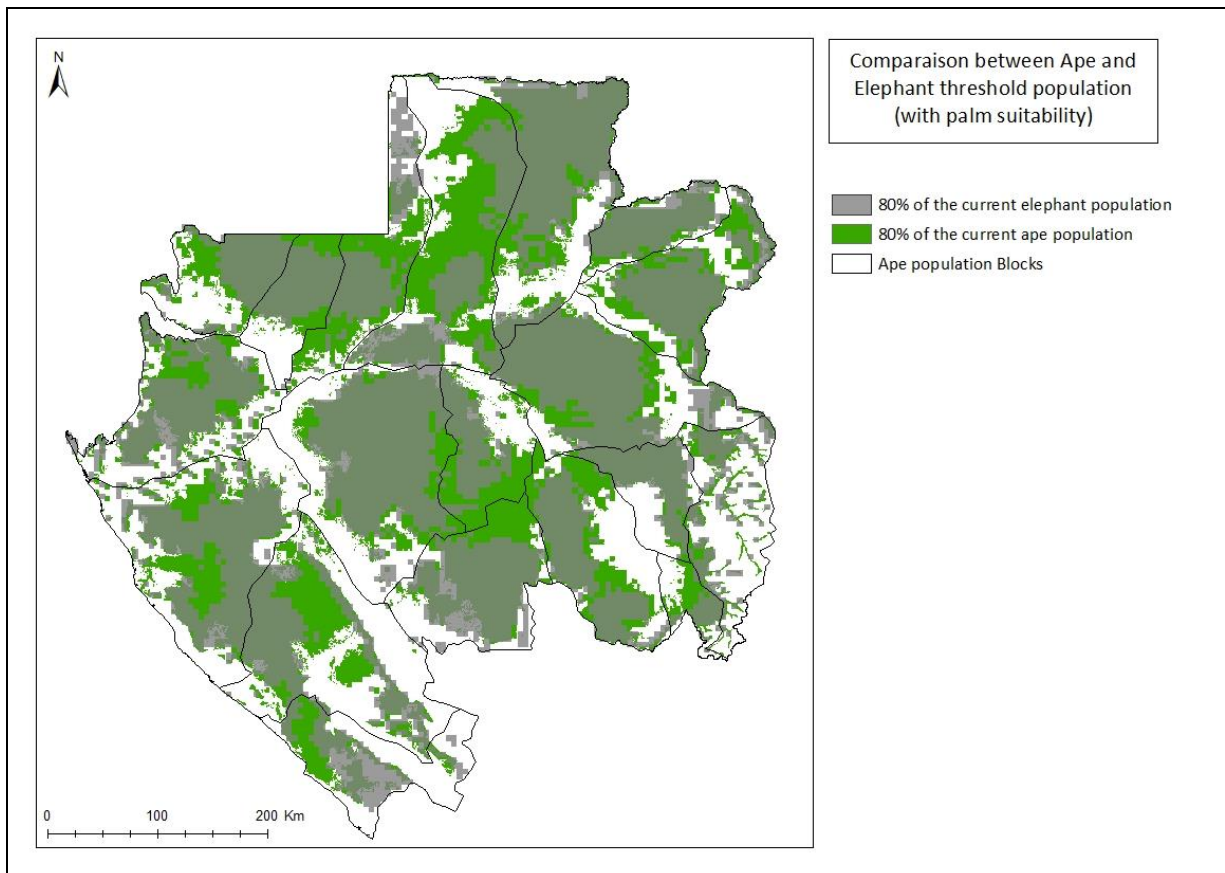 N
Comparaison between Ape and
Elephant threshold population
(with palm suitability)
80% of the current elephant population
80% of the current ape population
Ape population Blocks
0 100 200 Km